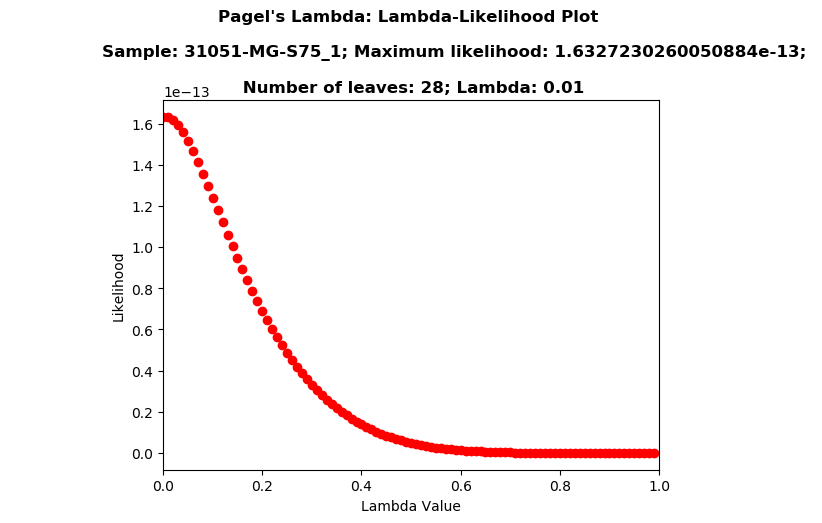 Pagel's Lambda: Lambda-Likelihood Plot
Sample: 31051-MG-S75_1; Maximum likelihood: 1.6327230260050884e-13;
Number of leaves: 28; Lambda: 0.01
1e−13
1.6
1.4
1.2
1.0
0.8
0.6
0.4
0.2
0.0
Likelihood
0.0 0.2 0.4 0.6 0.8 1.0
Lambda Value